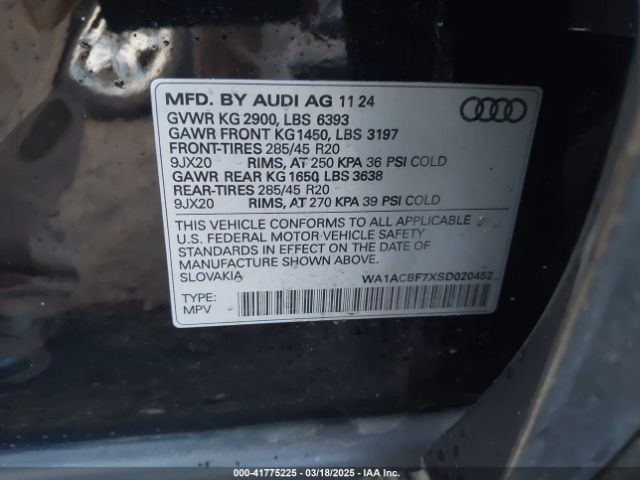 MFD. BY AUDI AG 11 24
GVWR KG 2900, LBS 6393
GAWR FRONT KG 1450, LBS 3197
FRONT-TIRES 285/45 R20
9JX20 RIMS, AT 250 KPA 36 PSI COLD
GAWR REAR KG 1650, LBS 3638
REAR-TIRES 285/45 R20
9JX20 RIMS, AT 270 KPA 39 PSI COLD
THIS VEHICLE CONFORMS TO ALL APPLICABLE
U.S. FEDERAL MOTOR VEHICLE SAFETY
STANDARDS IN EFFECT ON THE DATE OF
MANUFACTURE SHOWN ABOVE.
SLOVAKIA WA1ACBF7XSD020452
TYPE:
MPV
000-41775225 - 03/18/2025 - IAA Inc.